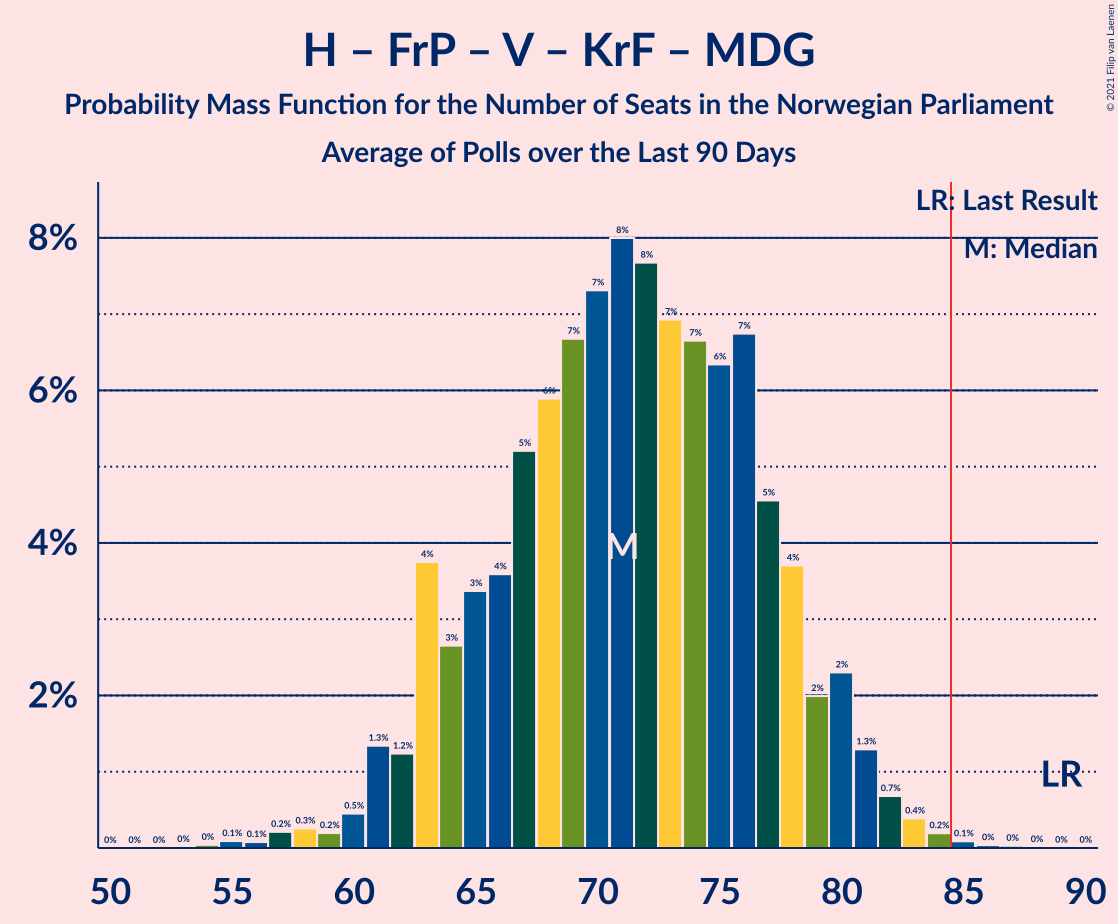 H – FrP – V – KrF – MDG
Probability Mass Function for the Number of Seats in the Norwegian Parliament
Average of Polls over the Last 90 Days
© 2021 Filip van Laenen
LR: Last Result
M: Median
8%
6%
4%
2%
0% 0% 0% 0% 0% 0.1% 0.1% 0.2% 0.3% 0.2% 0.5% 1.3% 1.2% 4% 3% 3% 4% 5% 6% 7% 7% 8% 8% 7% 7% 6% 7% 5% 4% 2% 2% 1.3% 0.7% 0.4% 0.2% 0.1% 0% 0% 0% 0% 0%
M
LR
50 55 60 65 70 75 80 85 90